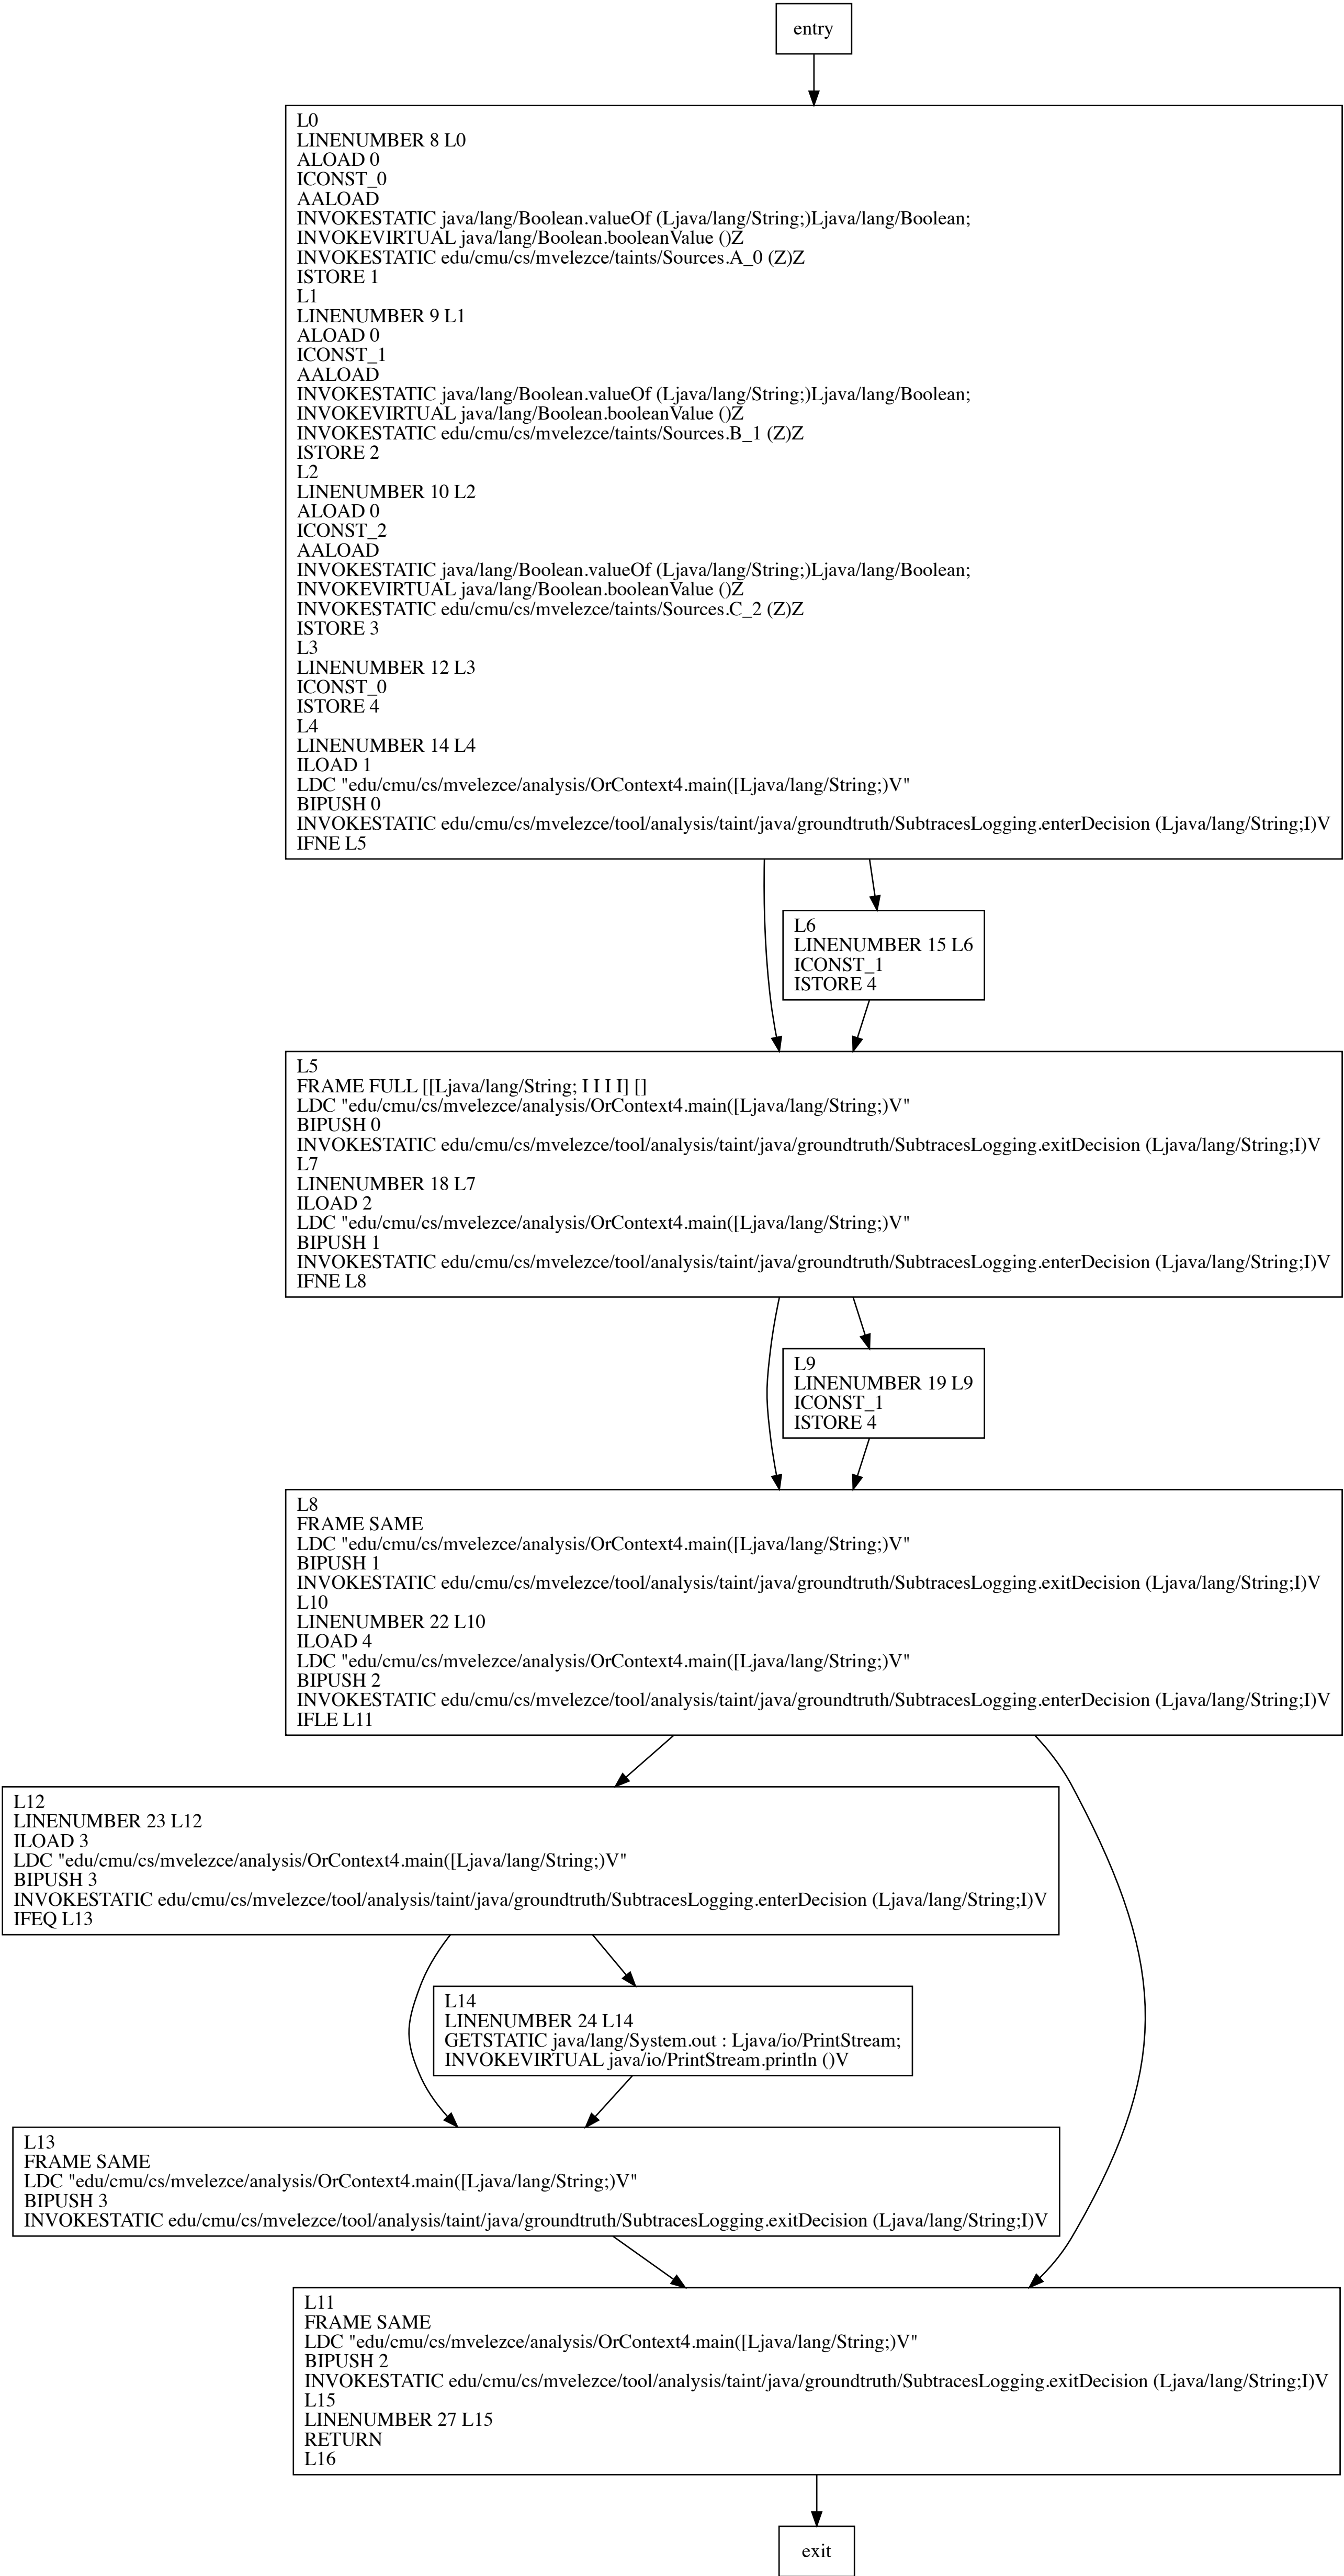 entry
L0
LINENUMBER 8 L0
ALOAD 0
ICONST_0
AALOAD
INVOKESTATIC java/lang/Boolean.valueOf (Ljava/lang/String;)Ljava/lang/Boolean;
INVOKEVIRTUAL java/lang/Boolean.booleanValue ()Z
INVOKESTATIC edu/cmu/cs/mvelezce/taints/Sources.A_0 (Z)Z
ISTORE 1
L1
LINENUMBER 9 L1
ALOAD 0
ICONST_1
AALOAD
INVOKESTATIC java/lang/Boolean.valueOf (Ljava/lang/String;)Ljava/lang/Boolean;
INVOKEVIRTUAL java/lang/Boolean.booleanValue ()Z
INVOKESTATIC edu/cmu/cs/mvelezce/taints/Sources.B_1 (Z)Z
ISTORE 2
L2
LINENUMBER 10 L2
ALOAD 0
ICONST_2
AALOAD
INVOKESTATIC java/lang/Boolean.valueOf (Ljava/lang/String;)Ljava/lang/Boolean;
INVOKEVIRTUAL java/lang/Boolean.booleanValue ()Z
INVOKESTATIC edu/cmu/cs/mvelezce/taints/Sources.C_2 (Z)Z
ISTORE 3
L3
LINENUMBER 12 L3
ICONST_0
ISTORE 4
L4
LINENUMBER 14 L4
ILOAD 1
LDC "edu/cmu/cs/mvelezce/analysis/OrContext4.main([Ljava/lang/String;)V"
BIPUSH 0
INVOKESTATIC edu/cmu/cs/mvelezce/tool/analysis/taint/java/groundtruth/SubtracesLogging.enterDecision (Ljava/lang/String;I)V
IFNE L5
L6
LINENUMBER 15 L6
ICONST_1
ISTORE 4
L5
FRAME FULL [[Ljava/lang/String; I I I I] []
LDC "edu/cmu/cs/mvelezce/analysis/OrContext4.main([Ljava/lang/String;)V"
BIPUSH 0
INVOKESTATIC edu/cmu/cs/mvelezce/tool/analysis/taint/java/groundtruth/SubtracesLogging.exitDecision (Ljava/lang/String;I)V
L7
LINENUMBER 18 L7
ILOAD 2
LDC "edu/cmu/cs/mvelezce/analysis/OrContext4.main([Ljava/lang/String;)V"
BIPUSH 1
INVOKESTATIC edu/cmu/cs/mvelezce/tool/analysis/taint/java/groundtruth/SubtracesLogging.enterDecision (Ljava/lang/String;I)V
IFNE L8
L9
LINENUMBER 19 L9
ICONST_1
ISTORE 4
L8
FRAME SAME
LDC "edu/cmu/cs/mvelezce/analysis/OrContext4.main([Ljava/lang/String;)V"
BIPUSH 1
INVOKESTATIC edu/cmu/cs/mvelezce/tool/analysis/taint/java/groundtruth/SubtracesLogging.exitDecision (Ljava/lang/String;I)V
L10
LINENUMBER 22 L10
ILOAD 4
LDC "edu/cmu/cs/mvelezce/analysis/OrContext4.main([Ljava/lang/String;)V"
BIPUSH 2
INVOKESTATIC edu/cmu/cs/mvelezce/tool/analysis/taint/java/groundtruth/SubtracesLogging.enterDecision (Ljava/lang/String;I)V
IFLE L11
L12
LINENUMBER 23 L12
ILOAD 3
LDC "edu/cmu/cs/mvelezce/analysis/OrContext4.main([Ljava/lang/String;)V"
BIPUSH 3
INVOKESTATIC edu/cmu/cs/mvelezce/tool/analysis/taint/java/groundtruth/SubtracesLogging.enterDecision (Ljava/lang/String;I)V
IFEQ L13
L14
LINENUMBER 24 L14
GETSTATIC java/lang/System.out : Ljava/io/PrintStream;
INVOKEVIRTUAL java/io/PrintStream.println ()V
L13
FRAME SAME
LDC "edu/cmu/cs/mvelezce/analysis/OrContext4.main([Ljava/lang/String;)V"
BIPUSH 3
INVOKESTATIC edu/cmu/cs/mvelezce/tool/analysis/taint/java/groundtruth/SubtracesLogging.exitDecision (Ljava/lang/String;I)V
L11
FRAME SAME
LDC "edu/cmu/cs/mvelezce/analysis/OrContext4.main([Ljava/lang/String;)V"
BIPUSH 2
INVOKESTATIC edu/cmu/cs/mvelezce/tool/analysis/taint/java/groundtruth/SubtracesLogging.exitDecision (Ljava/lang/String;I)V
L15
LINENUMBER 27 L15
RETURN
L16
exit